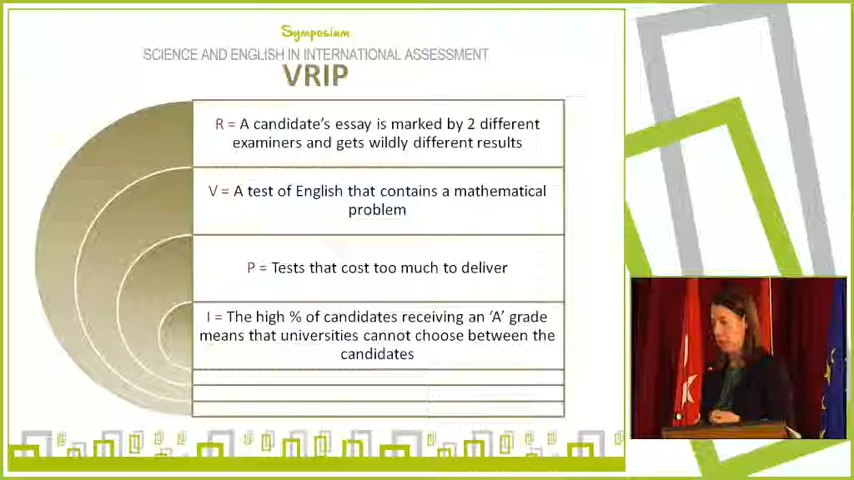 Symposium
SCIENCE AND ENGLISH IN INTERNATIONAL ASSESSMENT
VRIP
R = A candidate's essay is marked by 2 different
examiners and gets wildly different results
V = A test of English that contains a mathematical
problem
P = Tests that cost too much to deliver
I = The high % of candidates receiving an 'A' grade
means that universities cannot choose between the
candidates